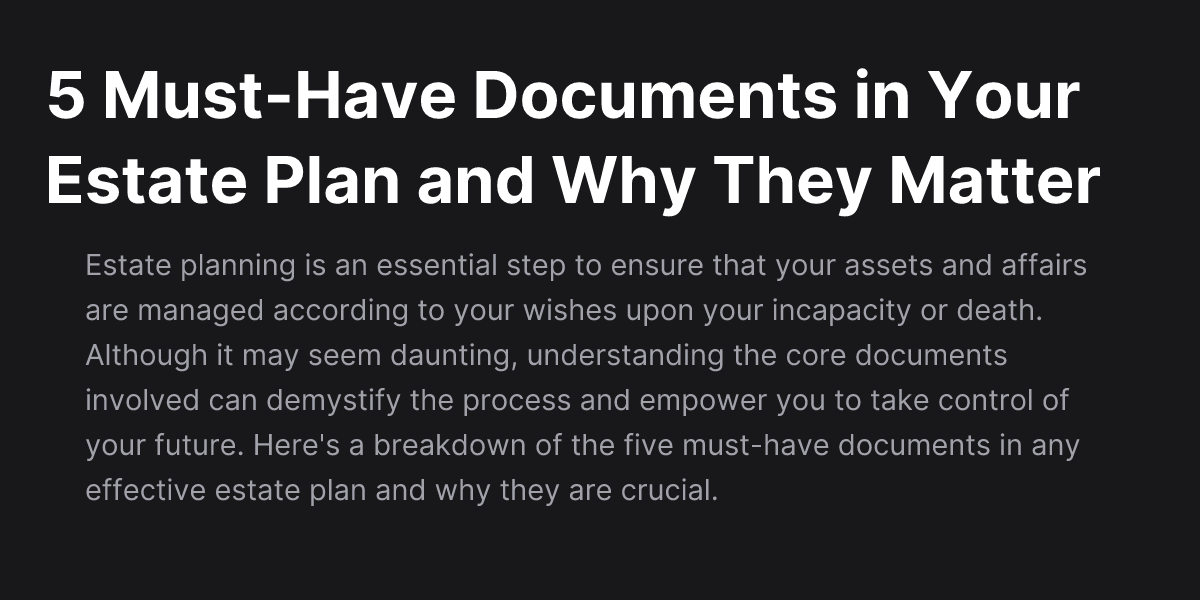 5 Must-Have Documents in Your
Estate Plan and Why They Matter
Estate planning is an essential step to ensure that your assets and affairs
are managed according to your wishes upon your incapacity or death.
Although it may seem daunting, understanding the core documents
involved can demystify the process and empower you to take control of
your future. Here's a breakdown of the five must-have documents in any
effective estate plan and why they are crucial.